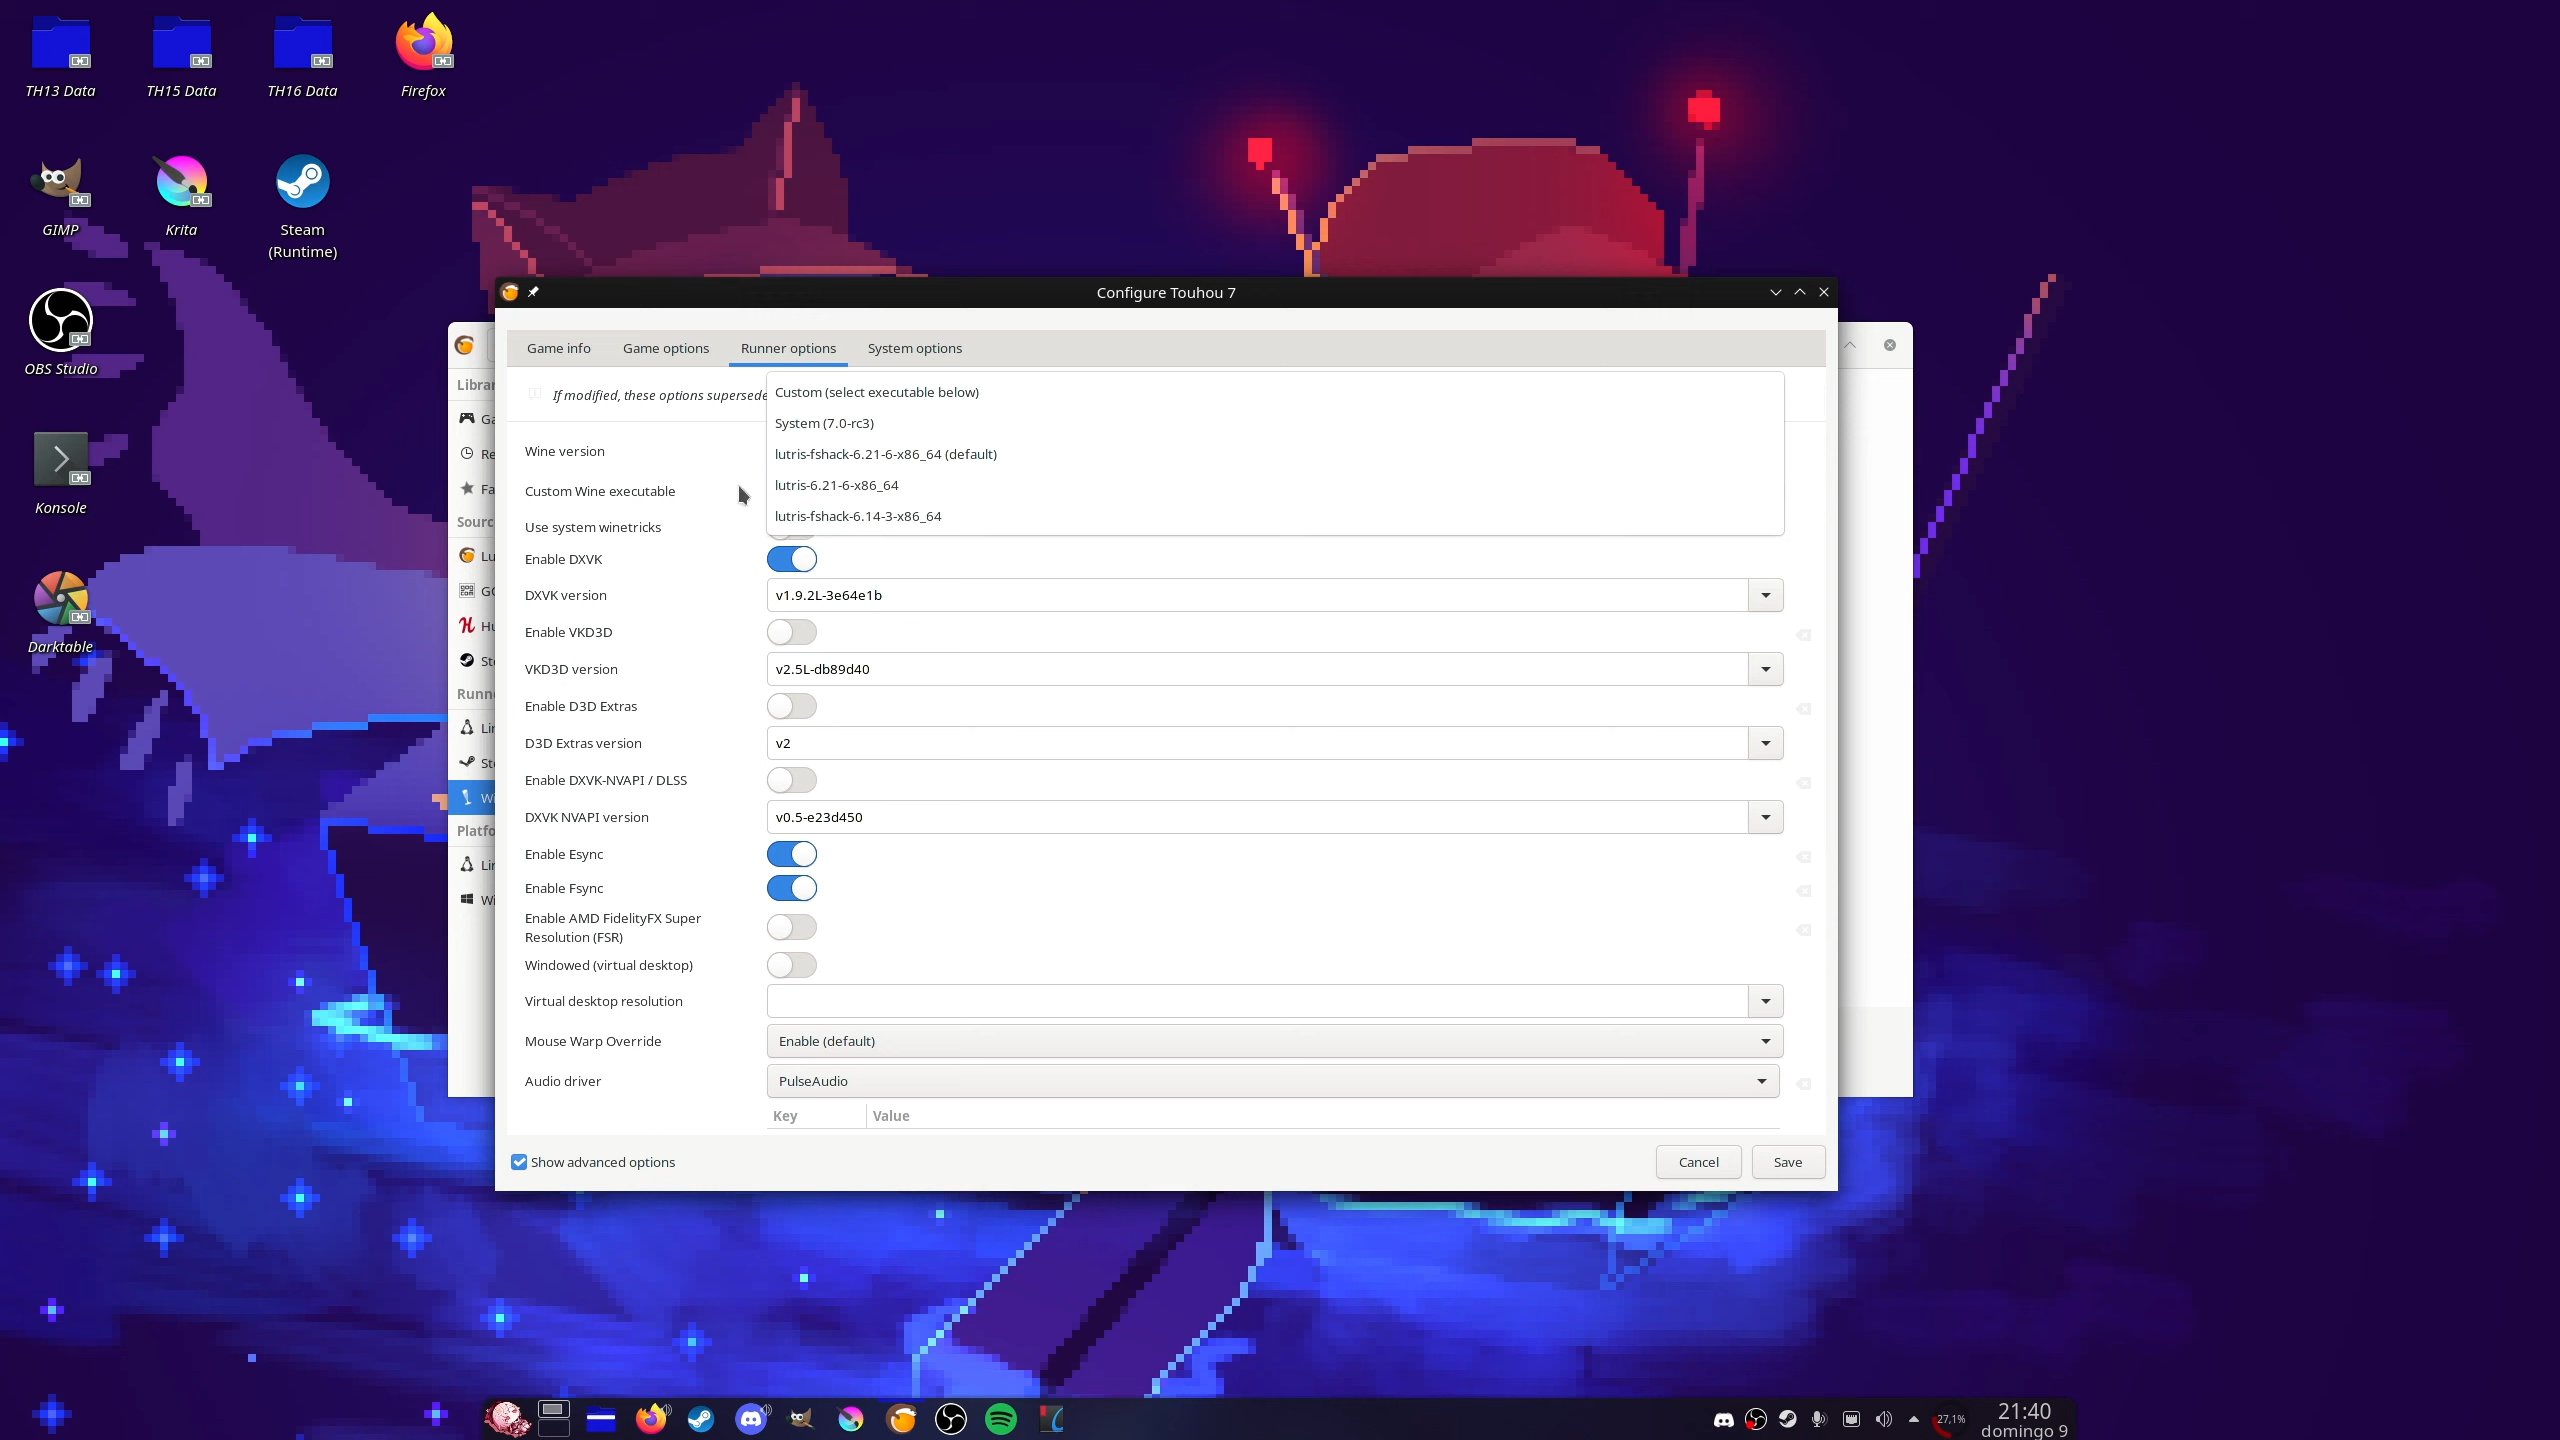 TH13 Data
TH15 Data
TH16 Data
Firefox
GIMP
Krita
Steam
(Runtime)
OBS Studio
Konsole
Darktable
Configure Touhou 7
Game info
Game options
Runner options
System options
If modified, these options supersede
Custom (select executable below)
System (7.0-rc3)
lutris-fshack-6.21-6-x86_64 (default)
lutris-6.21-6-x86_64
lutris-fshack-6.14-3-x86_64
Wine version
Custom Wine executable
Use system winetricks
Enable DXVK
DXVK version
v1.9.2L-3e64e1b
Enable VKD3D
VKD3D version
v2.5L-db89d40
Enable D3D Extras
D3D Extras version
v2
Enable DXVK-NVAPI / DLSS
DXVK NVAPI version
v0.5-e23d450
Enable Esync
Enable Fsync
Enable AMD FidelityFX Super
Resolution (FSR)
Windowed (virtual desktop)
Virtual desktop resolution
Mouse Warp Override
Enable (default)
Audio driver
PulseAudio
Key
Value
Show advanced options
Cancel
Save
27,1%
21:40
domingo 9